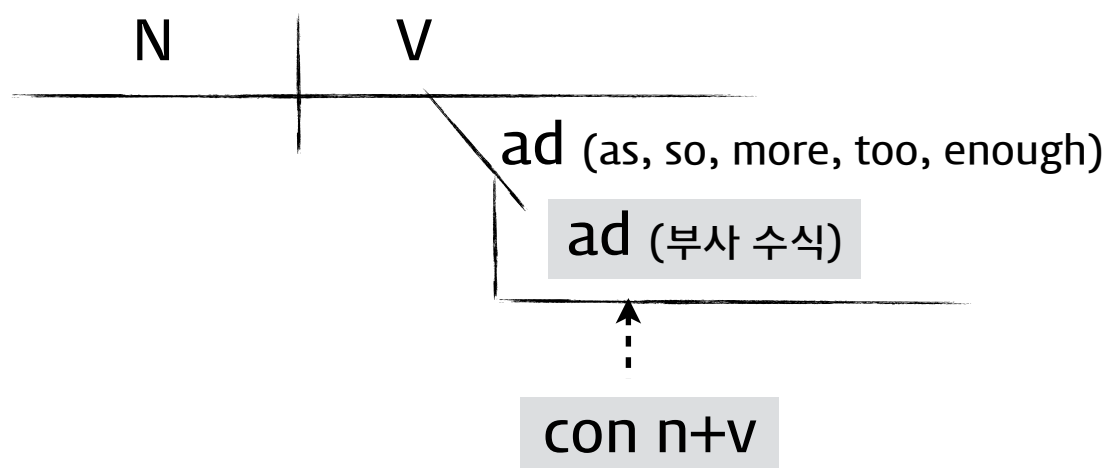 N V
ad (as, so, more, too, enough)
ad (부사 수식)
con n+v